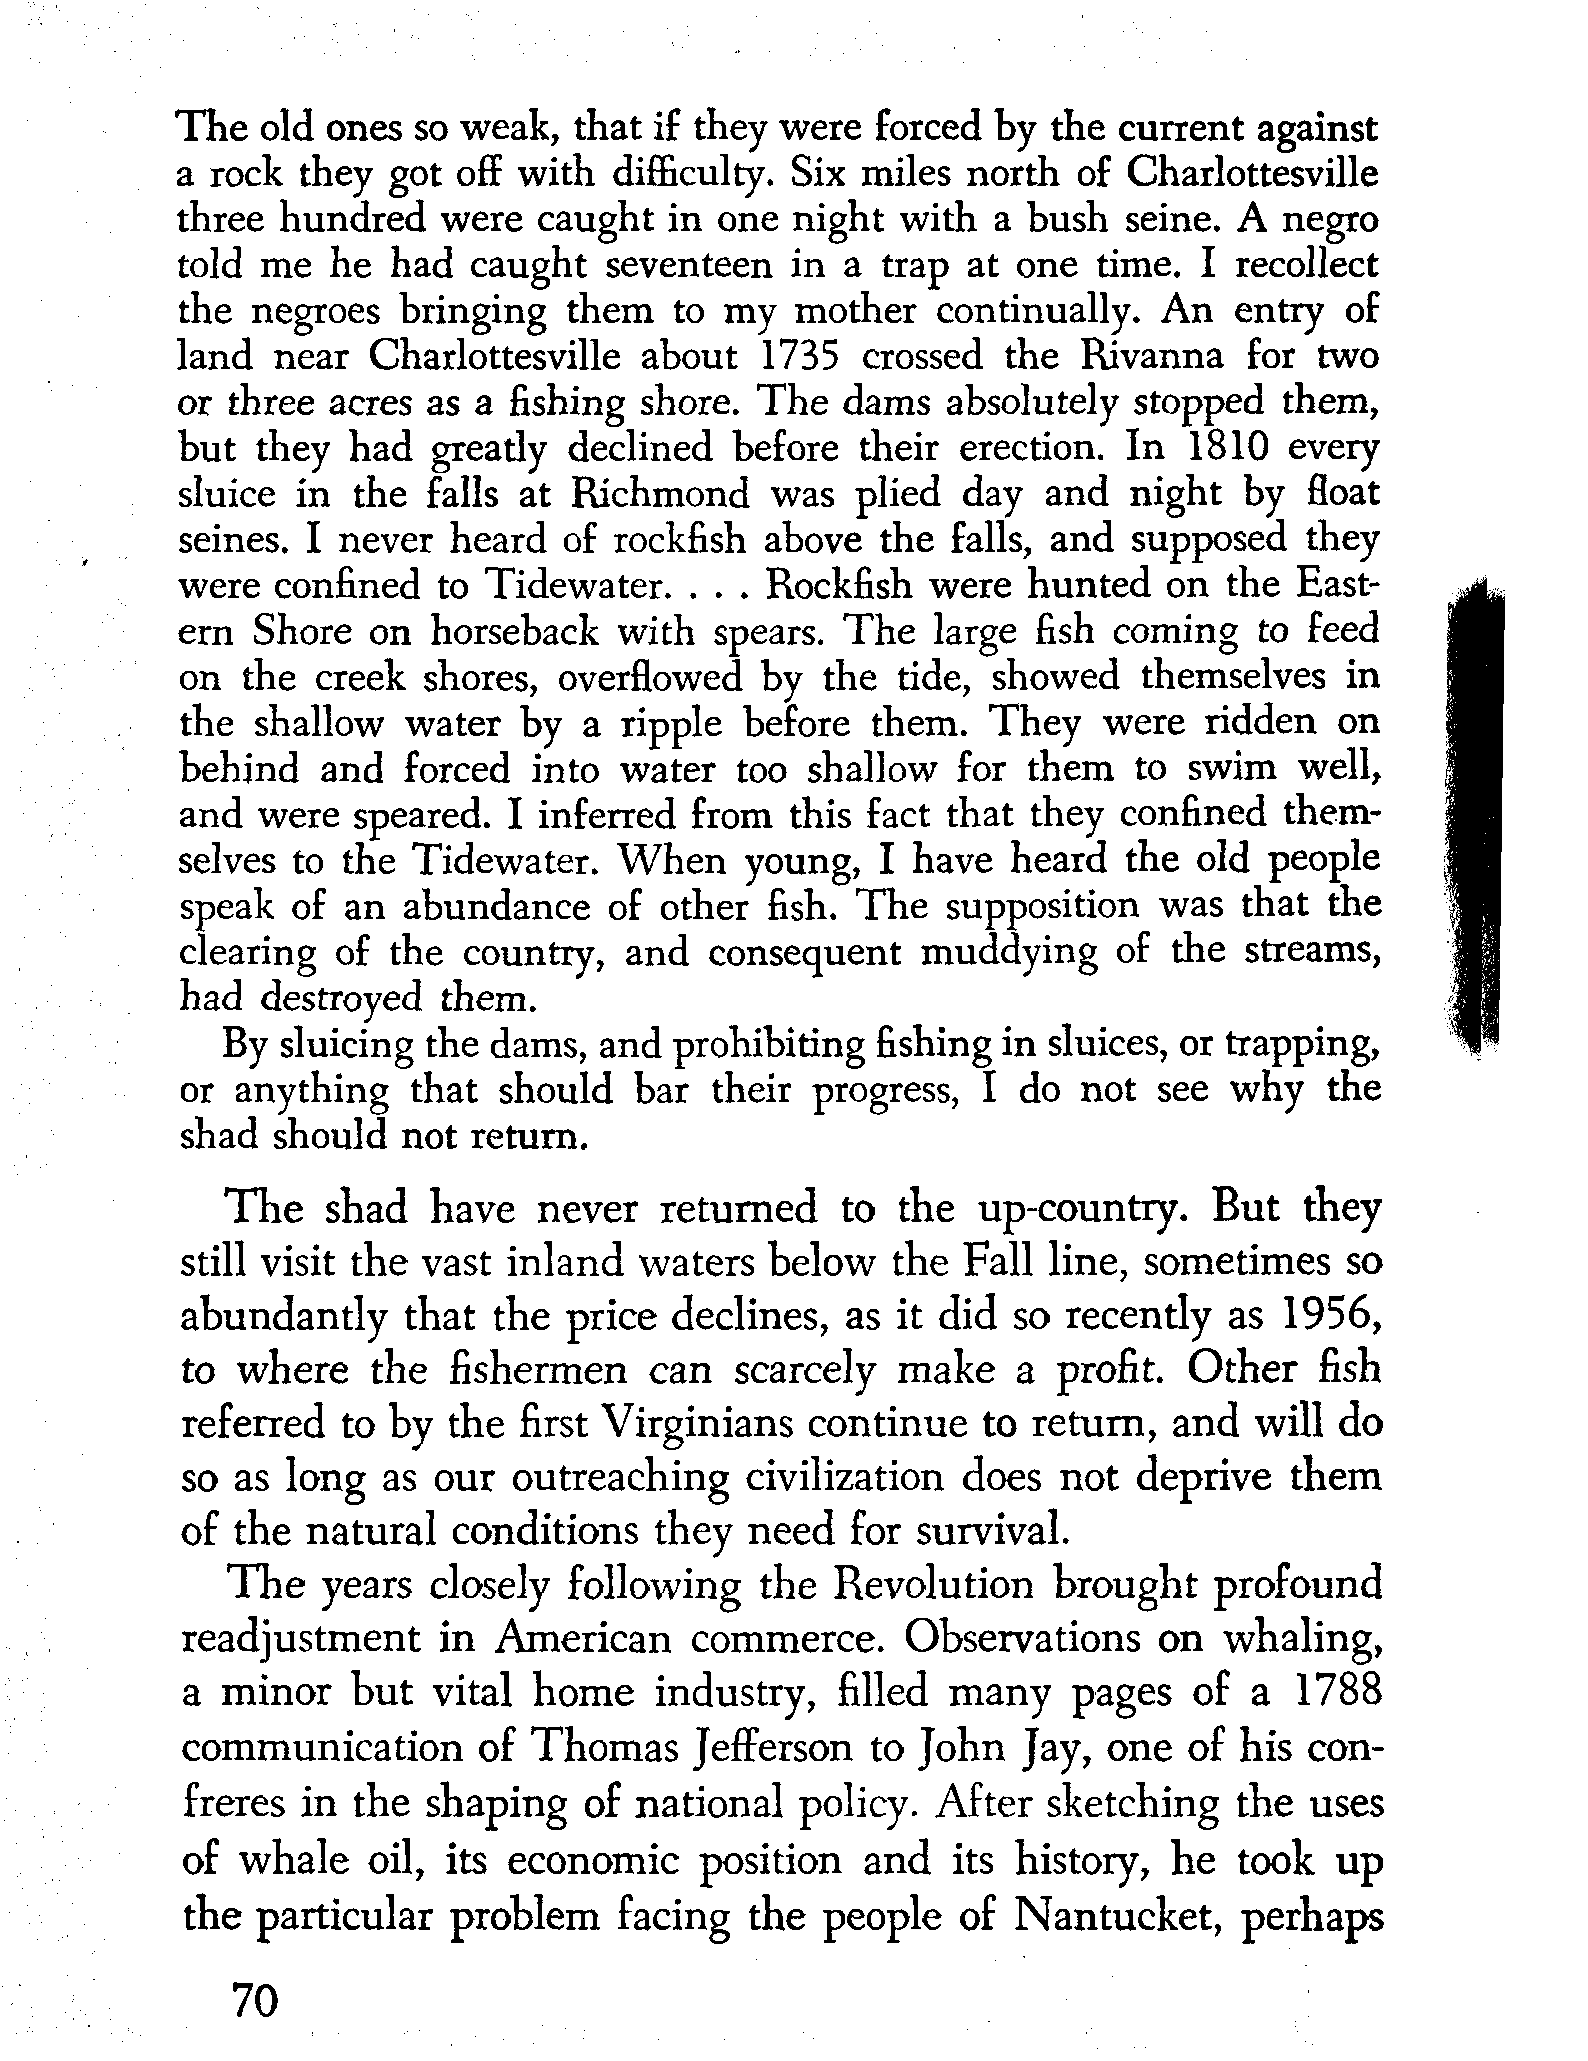 The old ones so weak, that if they were forced by the current against
a rock they got off with difficulty. Six miles north of Charlottesville
three hundred were caught in one night with a bush seine. A negro
told me he had caught seventeen in a trap at one time. I recollect
the negroes bringing them to my mother continually. An entry of
land near Charlottesville about 1735 crossed the Rivanna for two
or three acres as a fishing shore. The dams absolutely stopped them,
but they had greatly declined before their erection. In 1810 every
sluice in the falls at Richmond was plied day and night by float
seines. I never heard of rockfish above the falls, and supposed they
were confined to Tidewater. . . . Rockfish were hunted on the East-
ern Shore on horseback with spears. The large fish coming to feed
on the creek shores, overflowed by the tide, showed themselves in
the shallow water by a ripple before them. They were ridden on
behind and forced into water too shallow for them to swim well,
and were speared. I inferred from this fact that they confined them-
selves to the Tidewater. When young, I have heard the old people
speak of an abundance of other fish. The supposition was that the
clearing of the country, and consequent muddying of the streams,
had destroyed them.
By sluicing the dams, and prohibiting fishing in sluices, or trapping,
or anything that should bar their progress, I do not see why the
shad should not return.
The shad have never returned to the up-country. But they
still visit the vast inland waters below the Fall line, sometimes so
abundantly that the price declines, as it did so recently as 1956,
to where the fishermen can scarcely make a profit. Other fish
referred to by the first Virginians continue to return, and will do
so as long as our outreaching civilization does not deprive them
of the natural conditions they need for survival.
The years closely following the Revolution brought profound
readjustment in American commerce. Observations on whaling,
a minor but vital home industry, filled many pages of a 1788
communication of Thomas Jefferson to John Jay, one of his con-
freres in the shaping of national policy. After sketching the uses
of whale oil, its economic position and its history, he took up
the particular problem facing the people of Nantucket, perhaps
70